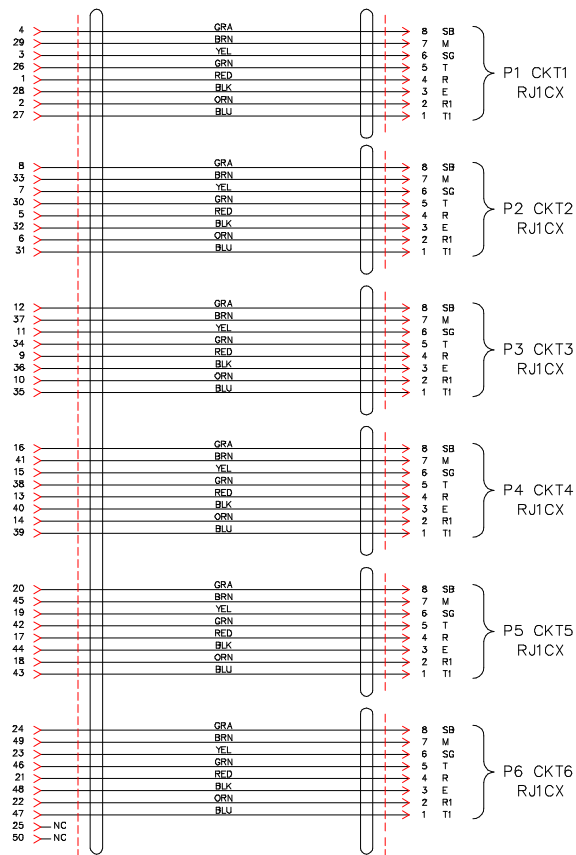 4 GRA 8 SB
29 BRN 7 M
3 YEL 6 SG
26 GRN 5 T
1 RED 4 R
28 BLK 3 E
2 ORN 2 R1
27 BLU 1 T1
P1 CKT1
RJ1CX
8 GRA 8 SB
33 BRN 7 M
7 YEL 6 SG
30 GRN 5 T
5 RED 4 R
32 BLK 3 E
6 ORN 2 R1
31 BLU 1 T1
P2 CKT2
RJ1CX
12 GRA 8 SB
37 BRN 7 M
11 YEL 6 SG
34 GRN 5 T
9 RED 4 R
36 BLK 3 E
10 ORN 2 R1
35 BLU 1 T1
P3 CKT3
RJ1CX
16 GRA 8 SB
41 BRN 7 M
15 YEL 6 SG
38 GRN 5 T
13 RED 4 R
40 BLK 3 E
14 ORN 2 R1
39 BLU 1 T1
P4 CKT4
RJ1CX
20 GRA 8 SB
45 BRN 7 M
19 YEL 6 SG
42 GRN 5 T
17 RED 4 R
44 BLK 3 E
18 ORN 2 R1
43 BLU 1 T1
P5 CKT5
RJ1CX
24 GRA 8 SB
49 BRN 7 M
23 YEL 6 SG
46 GRN 5 T
21 RED 4 R
48 BLK 3 E
22 ORN 2 R1
47 BLU 1 T1
P6 CKT6
RJ1CX
25 NC
50 NC